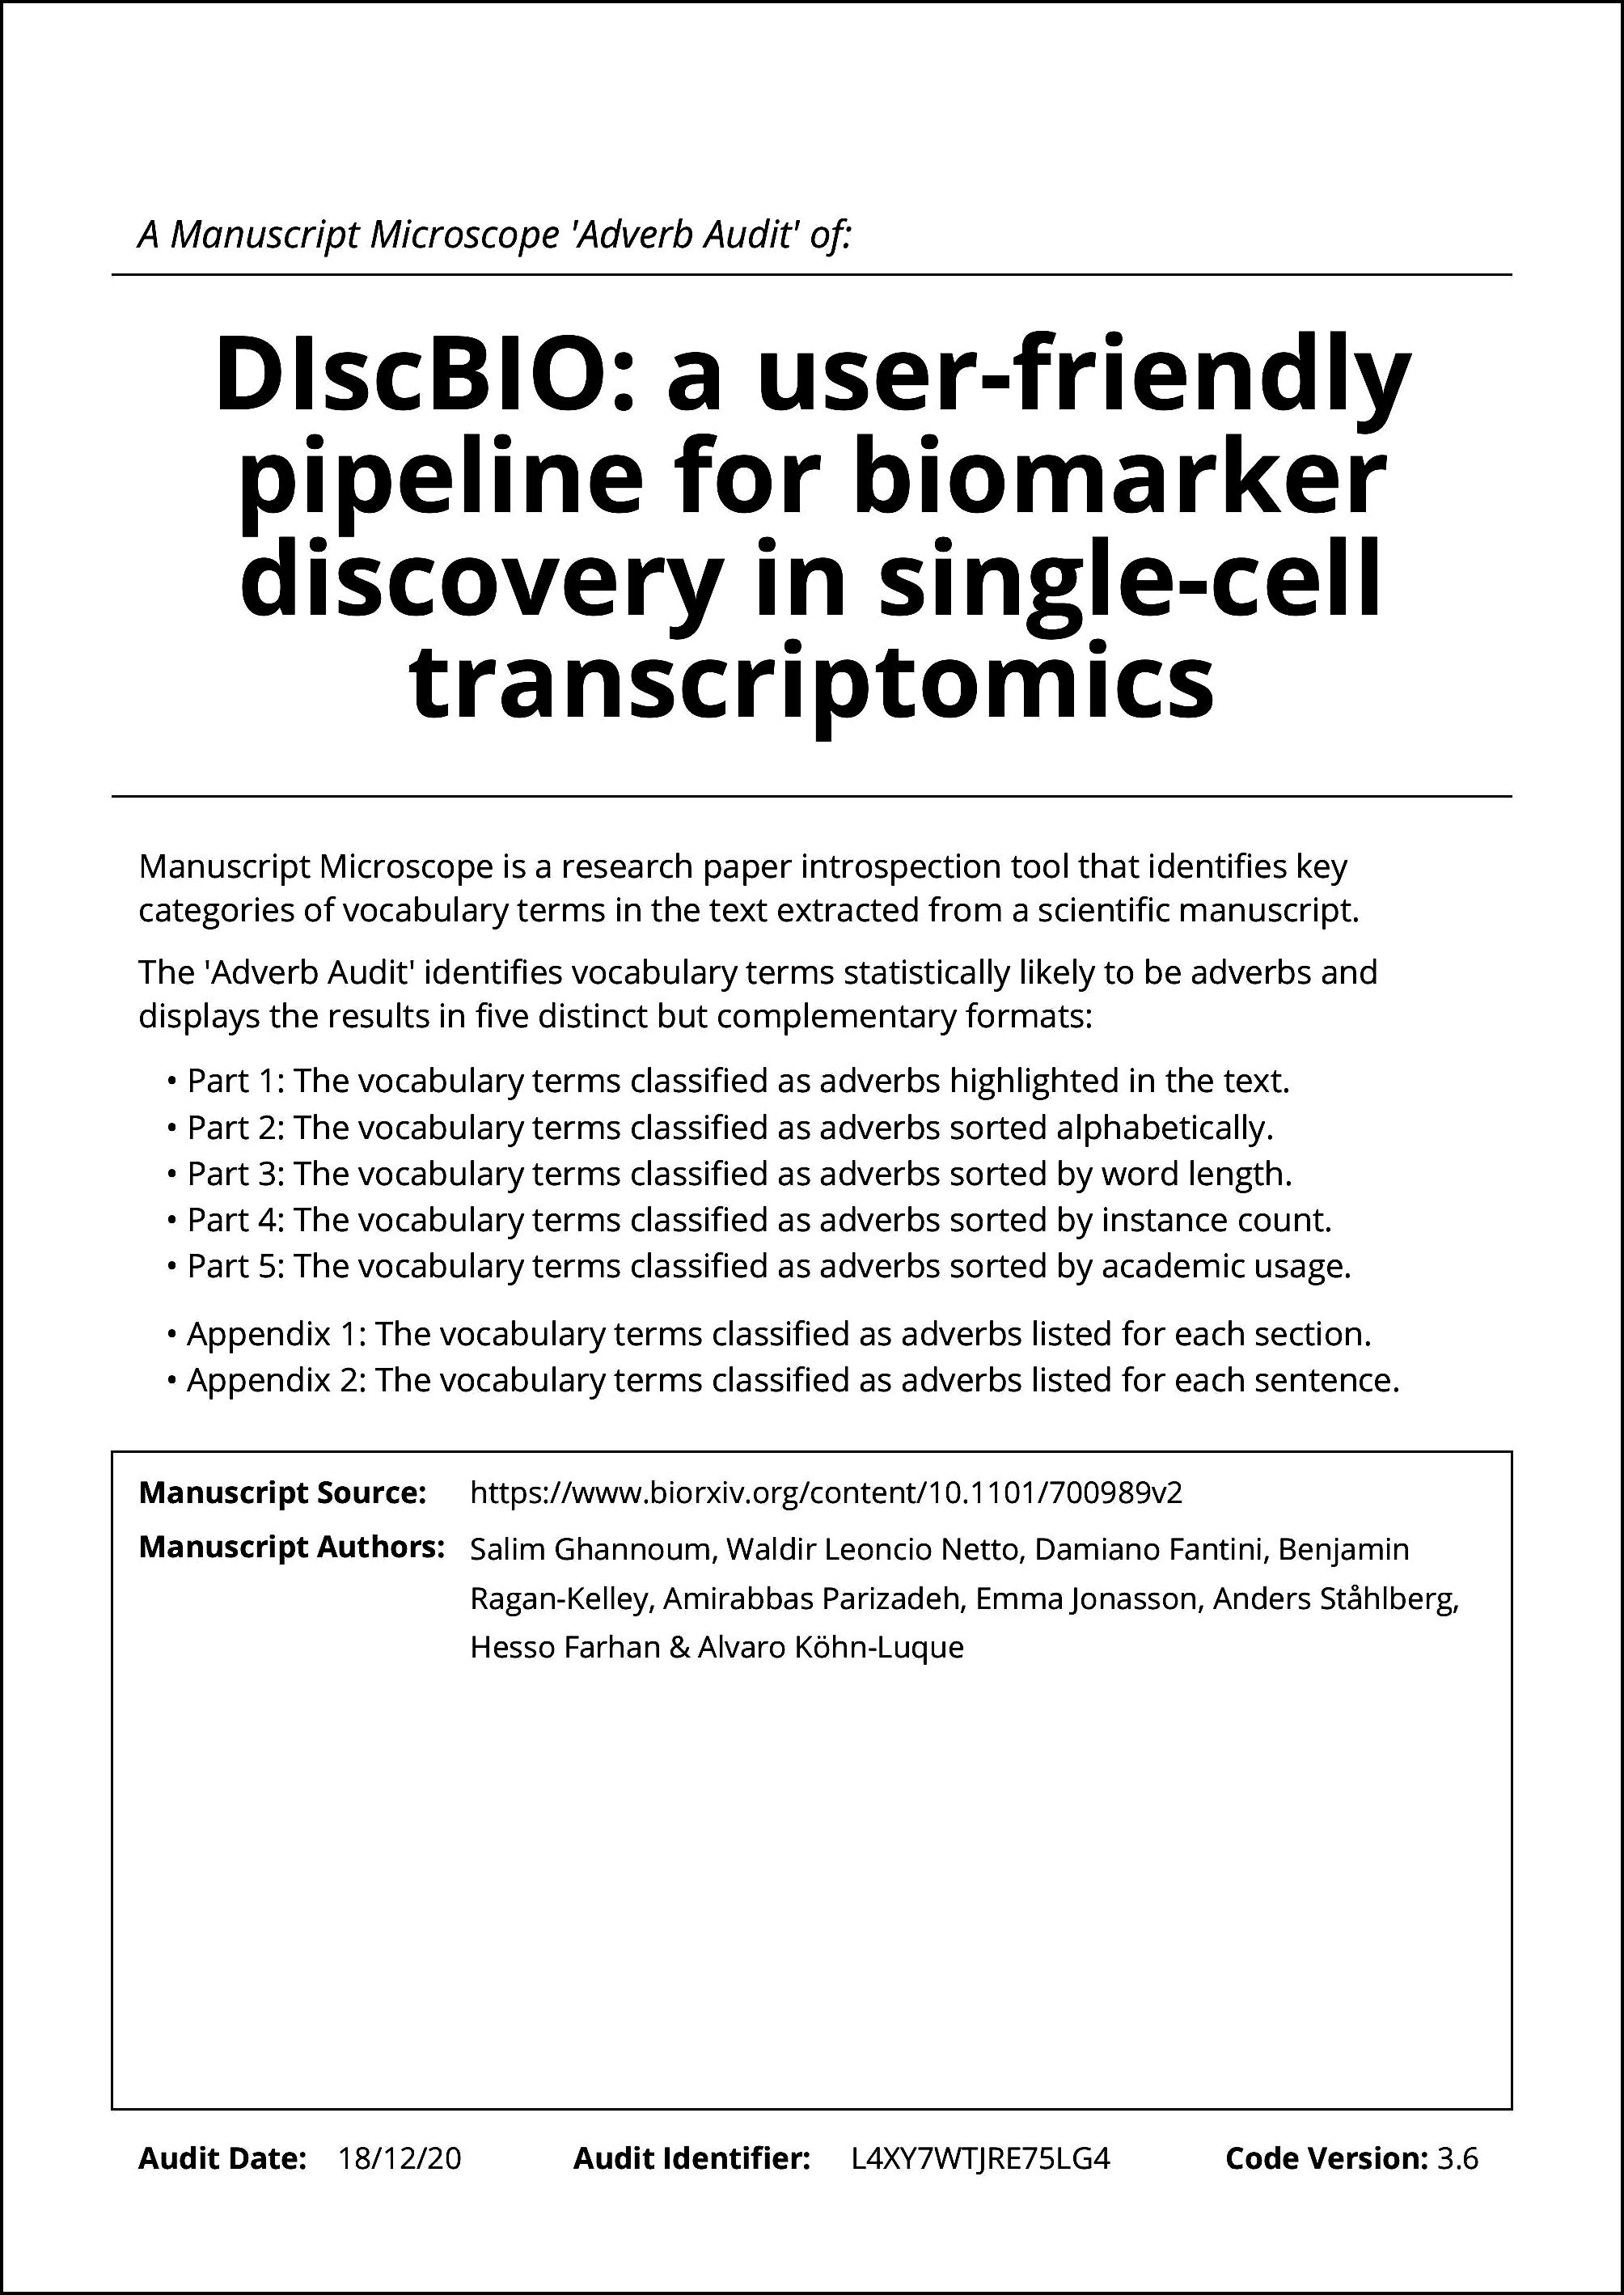 A Manuscript Microscope 'Adverb Audit' of:
DIscBIO: a user-friendly
pipeline for biomarker
discovery in single-cell
transcriptomics
Manuscript Microscope is a research paper introspection tool that identifies key
categories of vocabulary terms in the text extracted from a scientific manuscript.
The 'Adverb Audit' identifies vocabulary terms statistically likely to be adverbs and
displays the results in five distinct but complementary formats:
• Part 1: The vocabulary terms classified as adverbs highlighted in the text.
• Part 2: The vocabulary terms classified as adverbs sorted alphabetically.
• Part 3: The vocabulary terms classified as adverbs sorted by word length.
• Part 4: The vocabulary terms classified as adverbs sorted by instance count.
• Part 5: The vocabulary terms classified as adverbs sorted by academic usage.
• Appendix 1: The vocabulary terms classified as adverbs listed for each section.
• Appendix 2: The vocabulary terms classified as adverbs listed for each sentence.
Manuscript Source: https://www.biorxiv.org/content/10.1101/700989v2
Manuscript Authors: Salim Ghannoum, Waldir Leoncio Netto, Damiano Fantini, Benjamin
Ragan-Kelley, Amirabbas Parizadeh, Emma Jonasson, Anders Ståhlberg,
Hesso Farhan & Alvaro Köhn-Luque
Audit Date: 18/12/20 Audit Identifier: L4XY7WTJRE75LG4 Code Version: 3.6